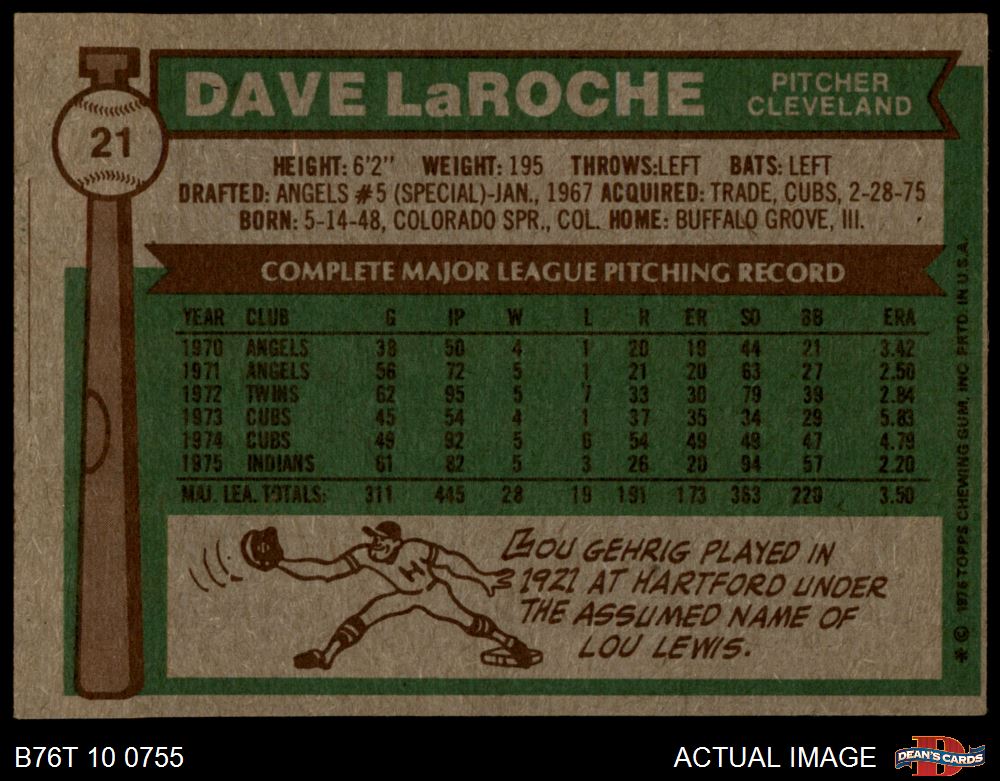 21
DAVE LaROCHE
PITCHER
CLEVELAND
HEIGHT: 6'2" WEIGHT: 195 THROWS:LEFT BATS: LEFT
DRAFTED: ANGELS #5 (SPECIAL)-JAN., 1967 ACQUIRED: TRADE, CUBS, 2-28-75
BORN: 5-14-48, COLORADO SPR., COL. HOME: BUFFALO GROVE, Ill.
COMPLETE MAJOR LEAGUE PITCHING RECORD
YEAR CLUB G IP W L R ER SO BB ERA
1970 ANGELS 38 50 4 1 20 19 44 21 3.42
1971 ANGELS 56 72 5 1 21 20 63 27 2.50
1972 TWINS 62 95 5 7 33 30 79 39 2.84
1973 CUBS 45 54 4 1 37 35 34 29 5.83
1974 CUBS 49 92 5 6 54 49 49 47 4.79
1975 INDIANS 61 82 5 3 26 20 94 57 2.20
MAJ. LEA. TOTALS: 311 445 28 19 191 173 363 220 3.50
LOU GEHRIG PLAYED IN
1921 AT HARTFORD UNDER
THE ASSUMED NAME OF
LOU LEWIS.
H
* © 1976 TOPPS CHEWING GUM, INC PRTD. IN U.S.A.
B76T 10 0755
ACTUAL IMAGE
D
DEAN'S CARDS